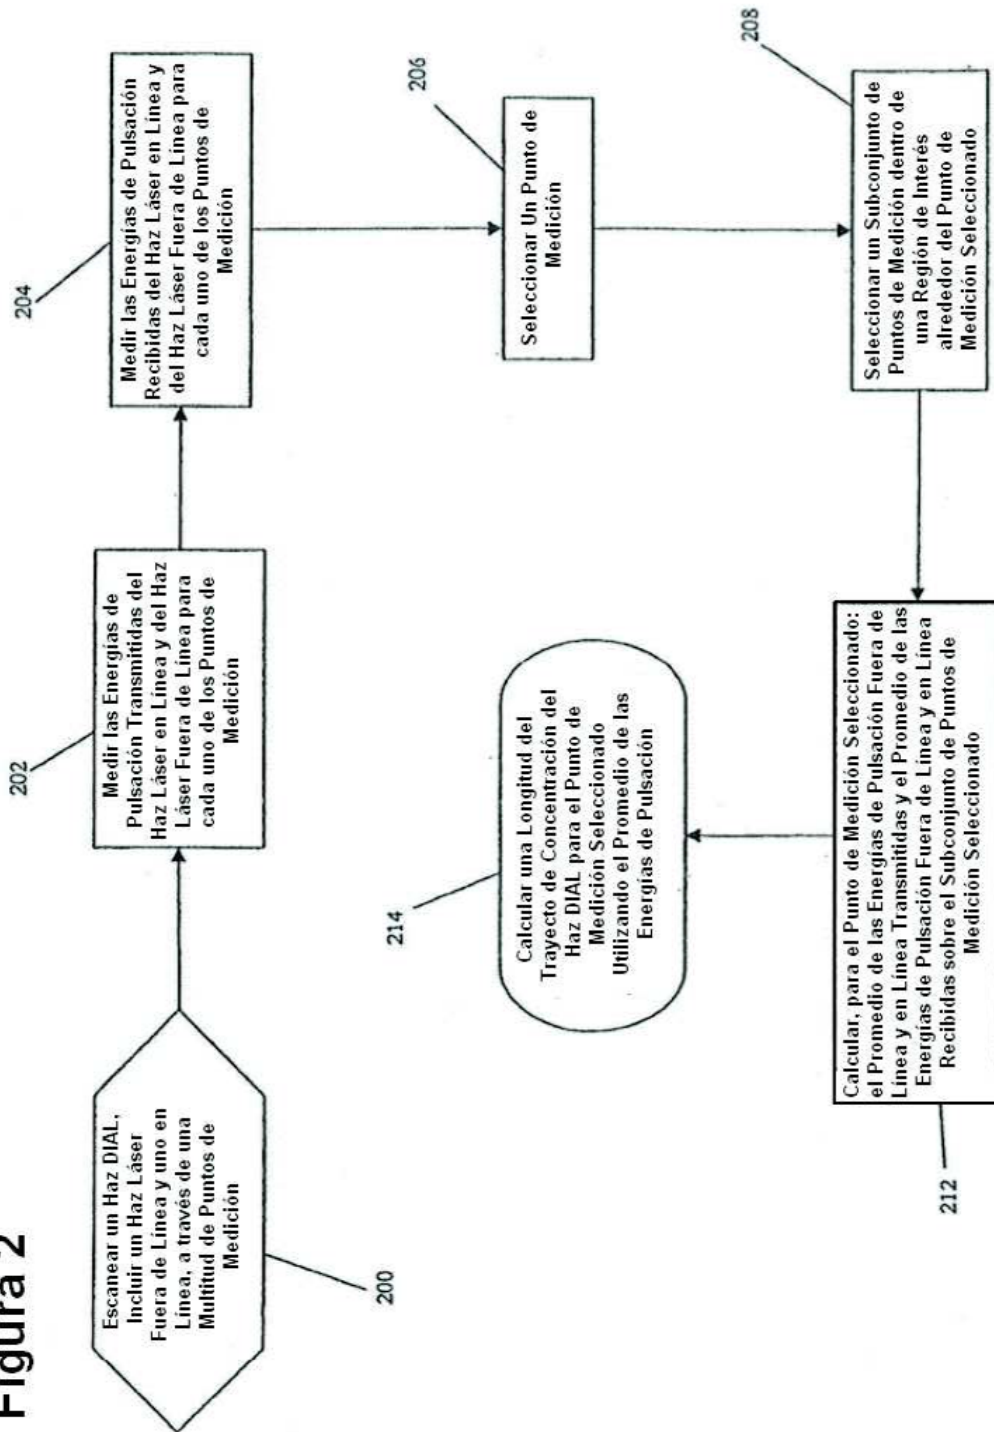 Figura 2
Escanear un Haz DIAL,
Incluir un Haz Láser
Fuera de Línea y uno en
Línea, a través de una
Multitud de Puntos de
Medición
200
202
Medir las Energías de
Pulsación Transmitidas del
Haz Láser en Línea y del Haz
Láser Fuera de Línea para
cada uno de los Puntos de
Medición
204
Medir las Energías de Pulsación
Recibidas del Haz Láser en Línea y
del Haz Láser Fuera de Línea para
cada uno de los Puntos de
Medición
206
Seleccionar Un Punto de
Medición
208
Seleccionar un Subconjunto de
Puntos de Medición dentro de
una Región de Interés
alrededor del Punto de
Medición Seleccionado
Calcular, para el Punto de Medición Seleccionado:
el Promedio de las Energías de Pulsación Fuera de
Línea y en Línea Transmitidas y el Promedio de las
Energías de Pulsación Fuera de Línea y en Línea
Recibidas sobre el Subconjunto de Puntos de
Medición Seleccionado
212
214
Calcular una Longitud del
Trayecto de Concentración del
Haz DIAL para el Punto de
Medición Seleccionado
Utilizando el Promedio de las
Energías de Pulsación